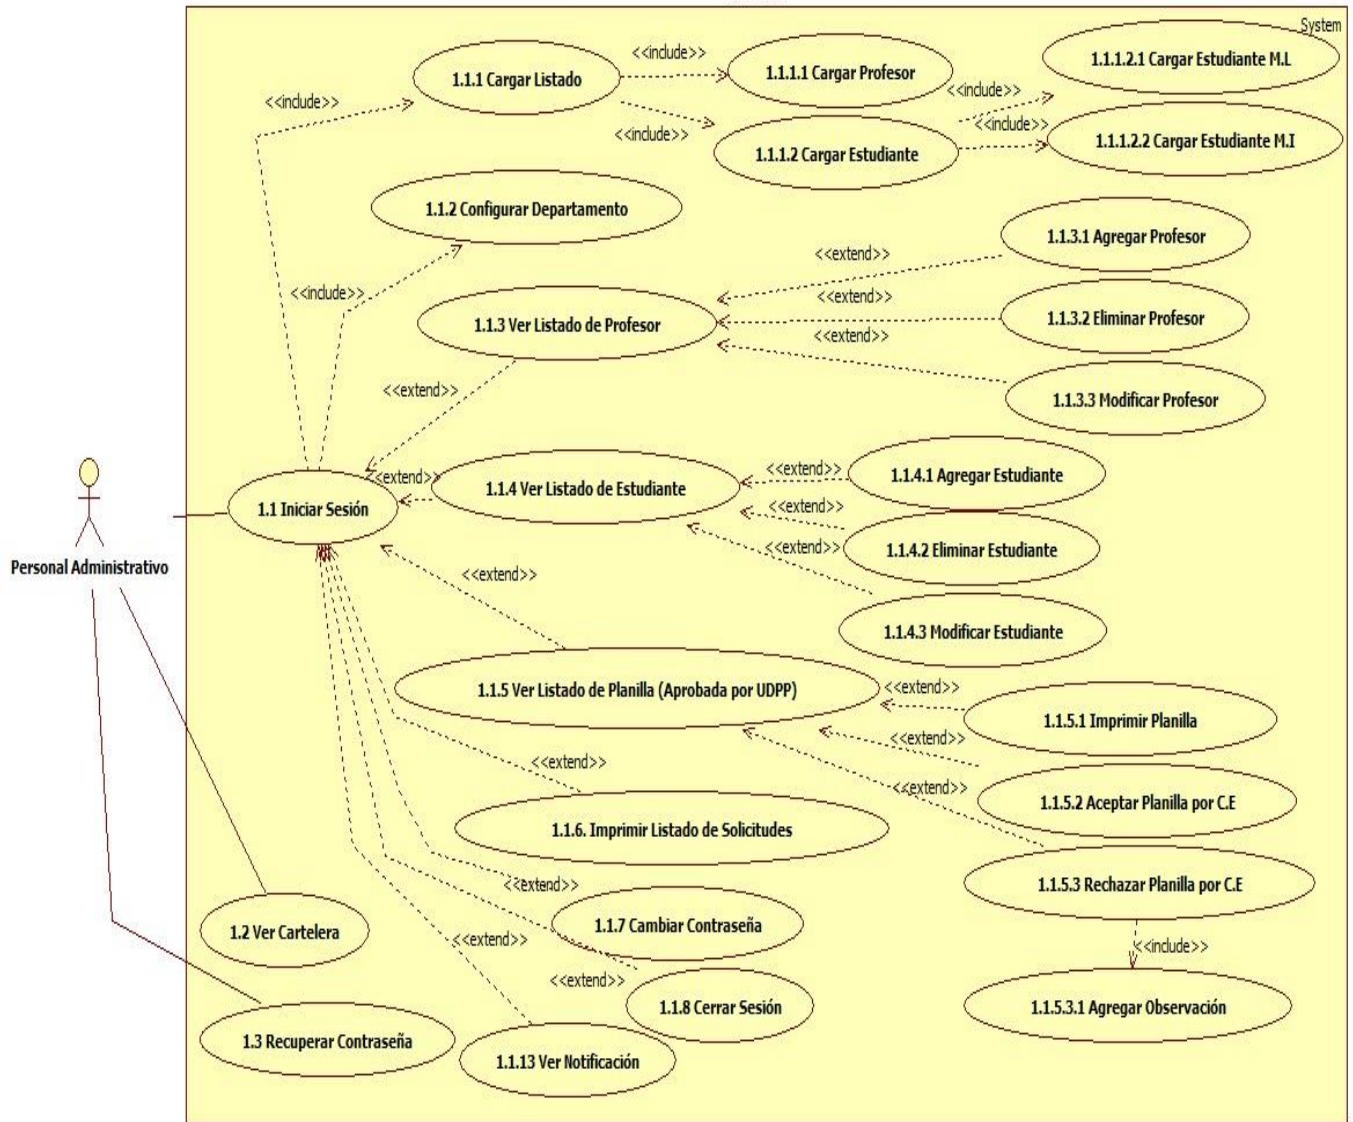 System
<<include>>
1.1.1 Cargar Listado
<<include>>
1.1.1.1 Cargar Profesor
1.1.1.2.1 Cargar Estudiante M.L
<<include>>
<<include>>
1.1.1.2 Cargar Estudiante
<<include>>
1.1.1.2.2 Cargar Estudiante M.I
1.1.2 Configurar Departamento
<<include>>
1.1.3 Ver Listado de Profesor
<<extend>>
1.1.3.1 Agregar Profesor
<<extend>>
1.1.3.2 Eliminar Profesor
<<extend>>
1.1.3.3 Modificar Profesor
<<extend>>
Personal Administrativo
1.1 Iniciar Sesión
<<extend>>
1.1.4 Ver Listado de Estudiante
<<extend>>
1.1.4.1 Agregar Estudiante
<<extend>>
1.1.4.2 Eliminar Estudiante
<<extend>>
1.1.4.3 Modificar Estudiante
<<extend>>
1.1.5 Ver Listado de Planilla (Aprobada por UDPP)
<<extend>>
1.1.5.1 Imprimir Planilla
<<extend>>
1.1.5.2 Aceptar Planilla por C.E
<<extend>>
1.1.5.3 Rechazar Planilla por C.E
<<include>>
1.1.5.3.1 Agregar Observación
<<extend>>
1.1.6. Imprimir Listado de Solicitudes
<<extend>>
1.1.7 Cambiar Contraseña
<<extend>>
<<extend>>
1.1.8 Cerrar Sesión
1.1.13 Ver Notificación
1.2 Ver Cartelera
1.3 Recuperar Contraseña